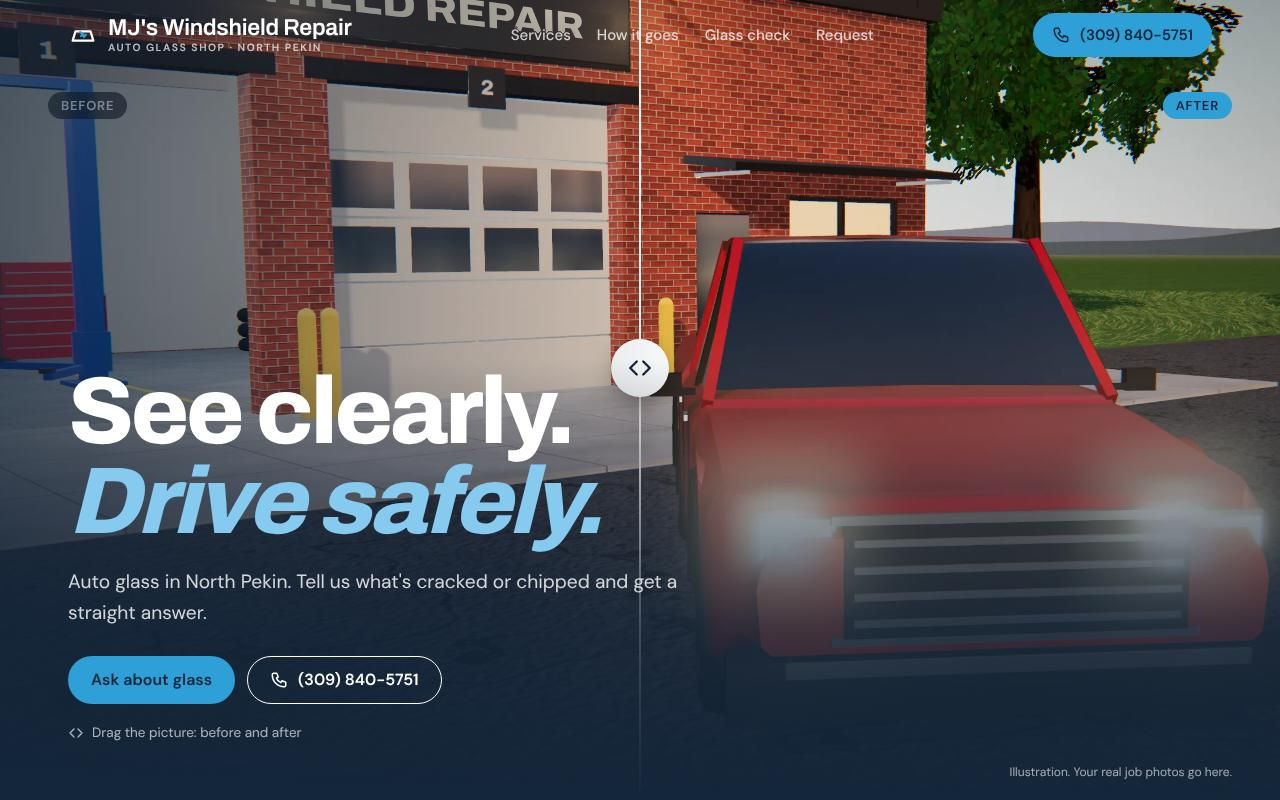 SHIELD REPAIR
MJ's Windshield Repair
AUTO GLASS SHOP · NORTH PEKIN
Services
How it goes
Glass check
Request
(309) 840-5751
1
2
BEFORE
AFTER
See clearly.
Drive safely.
Auto glass in North Pekin. Tell us what's cracked or chipped and get a
straight answer.
Ask about glass
(309) 840-5751
Drag the picture: before and after
Illustration. Your real job photos go here.